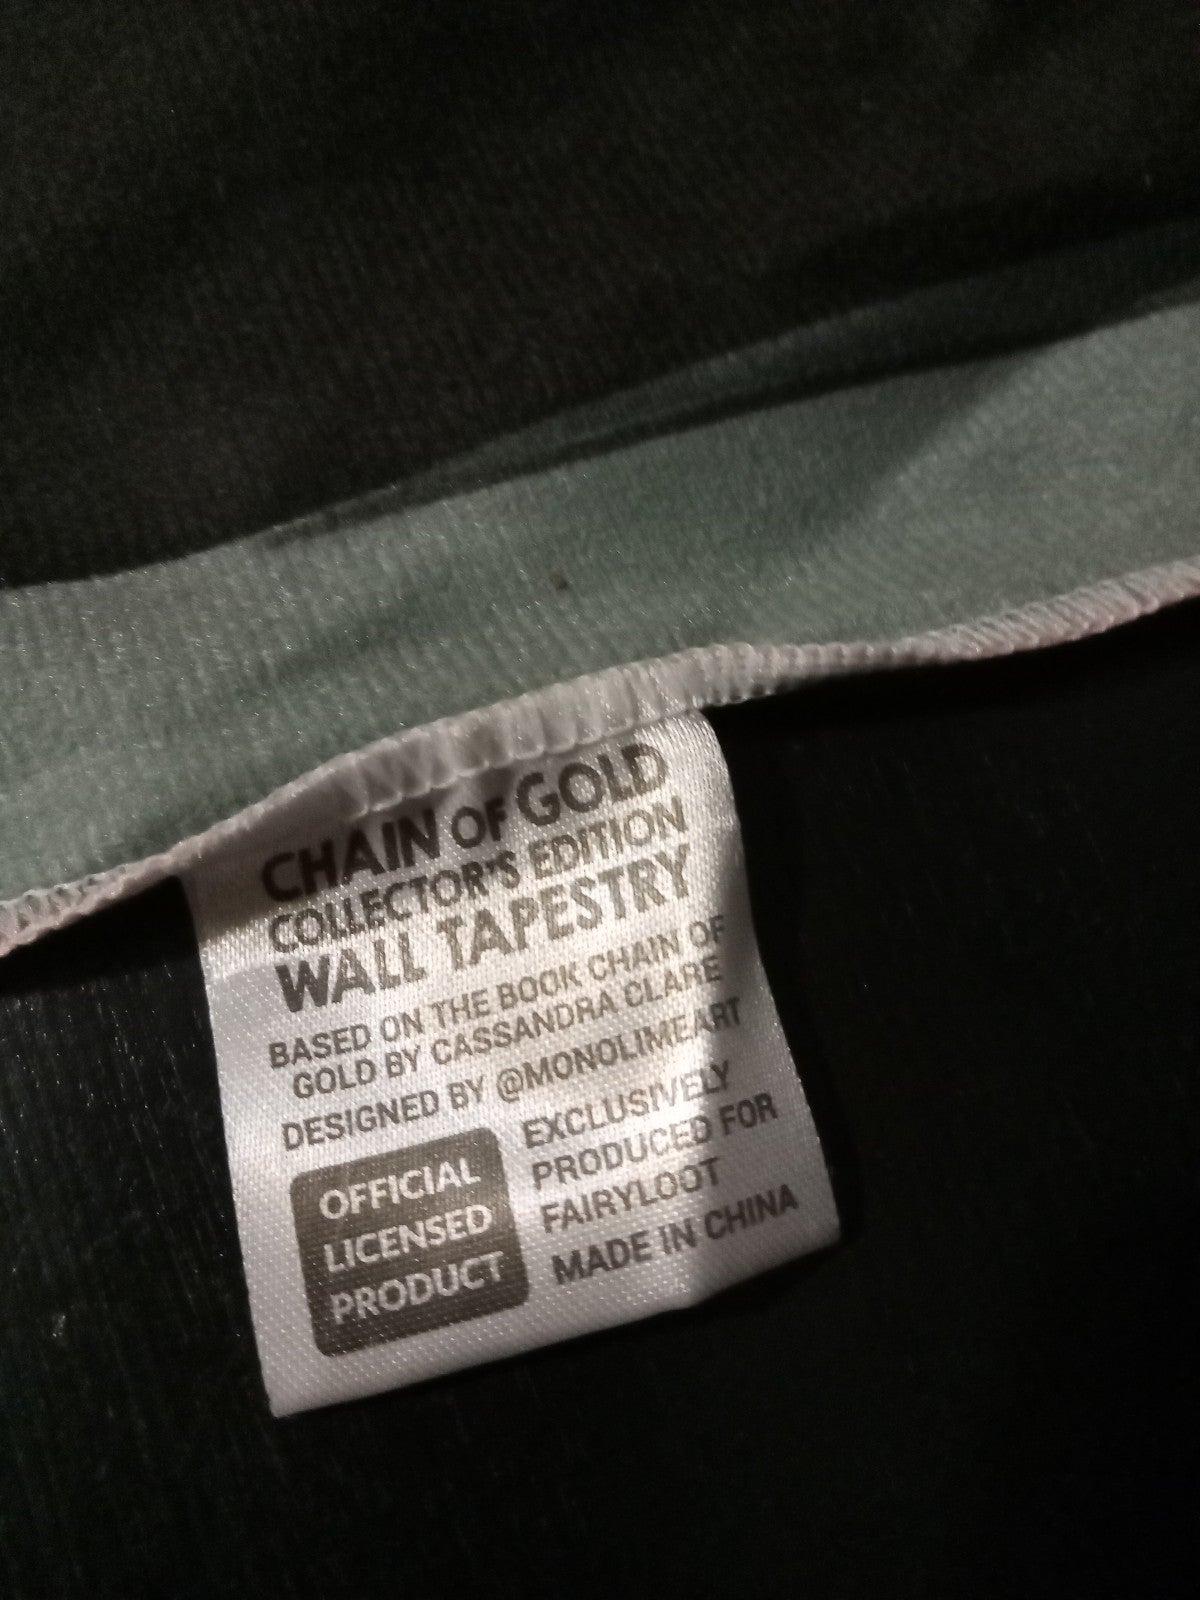 CHAIN OF GOLD
COLLECTOR'S EDITION
WALL TAPESTRY
BASED ON THE BOOK CHAIN OF
GOLD BY CASSANDRA CLARE
DESIGNED BY @MONOLIMEART
OFFICIAL
LICENSED
PRODUCT
EXCLUSIVELY
PRODUCED FOR
FAIRYLOOT
MADE IN CHINA